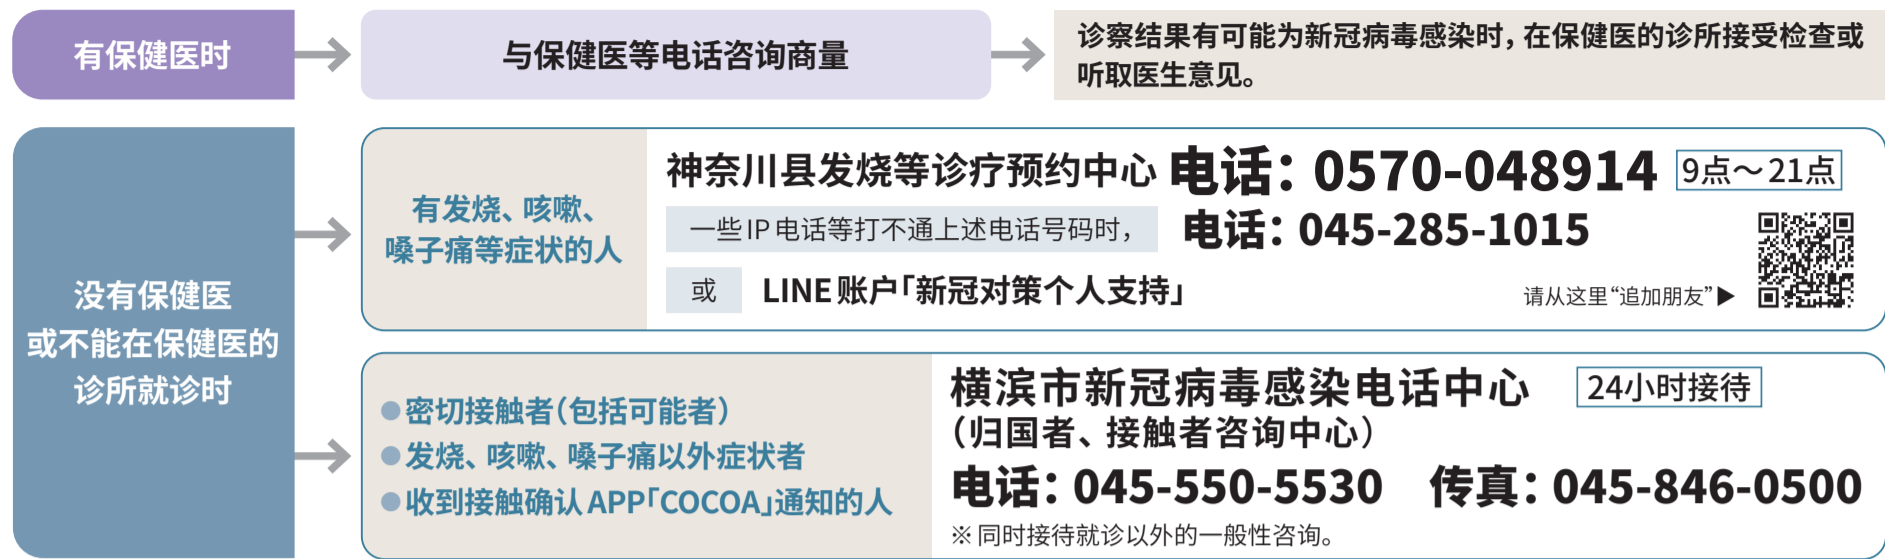 有保健医时
与保健医等电话咨询商量
诊察结果有可能为新冠病毒感染时，在保健医的诊所接受检查或
听取医生意见。
没有保健医
或不能在保健医的
诊所就诊时
有发烧、咳嗽、
嗓子痛等症状的人
神奈川县发烧等诊疗预约中心 电话：0570-048914 9点～21点
一些IP电话等打不通上述电话号码时， 电话：045-285-1015
或 LINE账户「新冠对策个人支持」
请从这里“追加朋友”▶
●密切接触者（包括可能者）
●发烧、咳嗽、嗓子痛以外症状者
●收到接触确认APP「COCOA」通知的人
横滨市新冠病毒感染电话中心 24小时接待
（归国者、接触者咨询中心）
电话：045-550-5530 传真：045-846-0500
※同时接待就诊以外的一般性咨询。